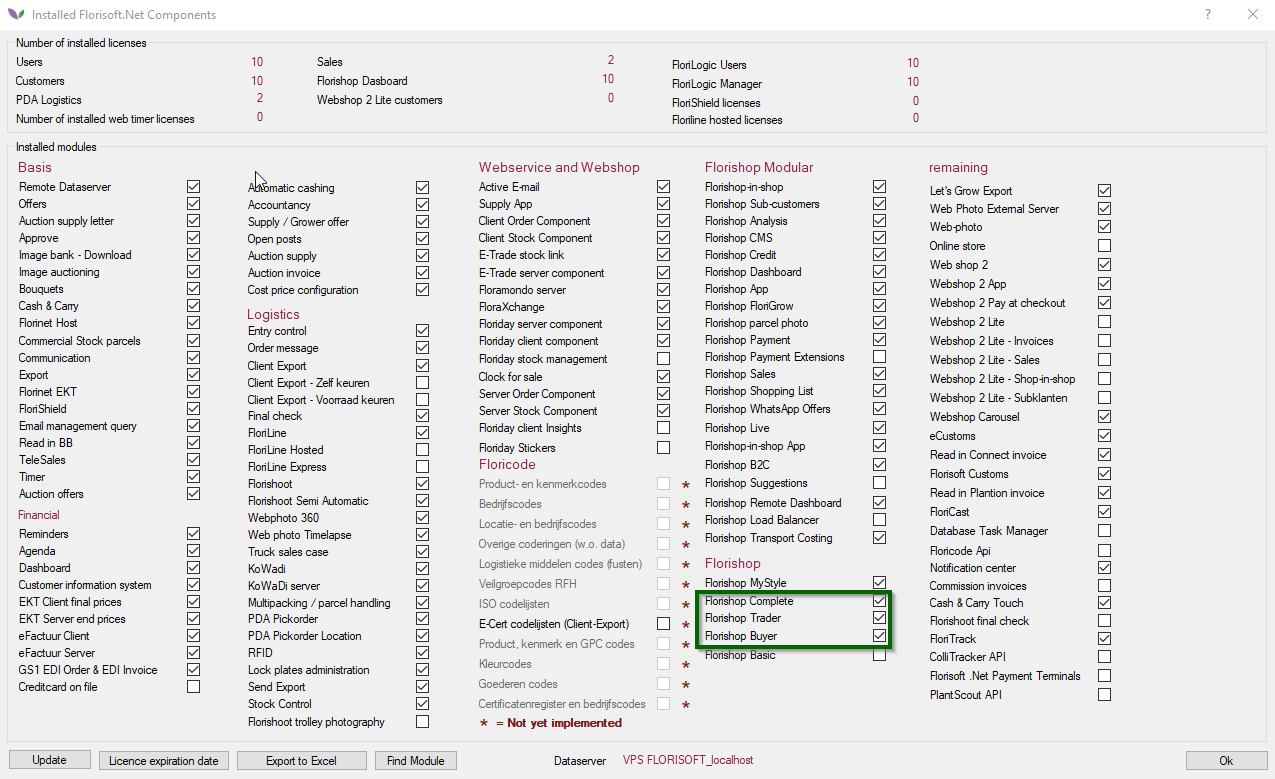 Installed Florisoft.Net Components
?
Number of installed licenses
Users 10
Customers 10
PDA Logistics 2
Number of installed web timer licenses 0
Sales 2
Florishop Dasboard 10
Webshop 2 Lite customers 0
FloriLogic Users 10
FloriLogic Manager 10
FloriShield licenses 0
Floriline hosted licenses 0
Installed modules
Basis
Remote Dataserver
Offers
Auction supply letter
Approve
Image bank - Download
Image auctioning
Bouquets
Cash & Carry
Florinet Host
Commercial Stock parcels
Communication
Export
Florinet EKT
FloriShield
Email management query
Read in BB
TeleSales
Timer
Auction offers
Financial
Reminders
Agenda
Dashboard
Customer information system
EKT Client final prices
EKT Server end prices
eFactuur Client
eFactuur Server
GS1 EDI Order & EDI Invoice
Creditcard on file
Automatic cashing
Accountancy
Supply / Grower offer
Open posts
Auction supply
Auction invoice
Cost price configuration
Logistics
Entry control
Order message
Client Export
Client Export - Zelf keuren
Client Export - Voorraad keuren
Final check
FloriLine
FloriLine Hosted
FloriLine Express
Florishoot
Florishoot Semi Automatic
Webphoto 360
Web photo Timelapse
Truck sales case
KoWadi
KoWaDi server
Multipacking / parcel handling
PDA Pickorder
PDA Pickorder Location
RFID
Lock plates administration
Send Export
Stock Control
Florishoot trolley photography
Webservice and Webshop
Active E-mail
Supply App
Client Order Component
Client Stock Component
E-Trade stock link
E-Trade server component
Floramondo server
FloraXchange
Floriday server component
Floriday client component
Floriday stock management
Clock for sale
Server Order Component
Server Stock Component
Floriday client Insights
Floriday Stickers
Floricode
Product- en kenmerkcodes *
Bedrijfscodes *
Locatie- en bedrijfscodes *
Overige coderingen (w.o. data) *
Logistieke middelen codes (fusten) *
Veilgroepcodes RFH *
ISO codelijsten *
E-Cert codelijsten (Client-Export) *
Product, kenmerk en GPC codes *
Kleurcodes *
Goederen codes *
Certificatenregister en bedrijfscodes *
* = Not yet implemented
Florishop Modular
Florishop-in-shop
Florishop Sub-customers
Florishop Analysis
Florishop CMS
Florishop Credit
Florishop Dashboard
Florishop App
Florishop FloriGrow
Florishop parcel photo
Florishop Payment
Florishop Payment Extensions
Florishop Sales
Florishop Shopping List
Florishop WhatsApp Offers
Florishop Live
Florishop-in-shop App
Florishop B2C
Florishop Suggestions
Florishop Remote Dashboard
Florishop Load Balancer
Florishop Transport Costing
Florishop
Florishop MyStyle
Florishop Complete
Florishop Trader
Florishop Buyer
Florishop Basic
remaining
Let's Grow Export
Web Photo External Server
Web-photo
Online store
Web shop 2
Webshop 2 App
Webshop 2 Pay at checkout
Webshop 2 Lite
Webshop 2 Lite - Invoices
Webshop 2 Lite - Sales
Webshop 2 Lite - Shop-in-shop
Webshop 2 Lite - Subklanten
Webshop Carousel
eCustoms
Read in Connect invoice
Florisoft Customs
Read in Plantion invoice
FloriCast
Database Task Manager
Floricode Api
Notification center
Commission invoices
Cash & Carry Touch
Florishoot final check
FloriTrack
ColliTracker API
Florisoft .Net Payment Terminals
PlantScout API
Update
Licence expiration date
Export to Excel
Find Module
Dataserver VPS FLORISOFT_localhost
Ok